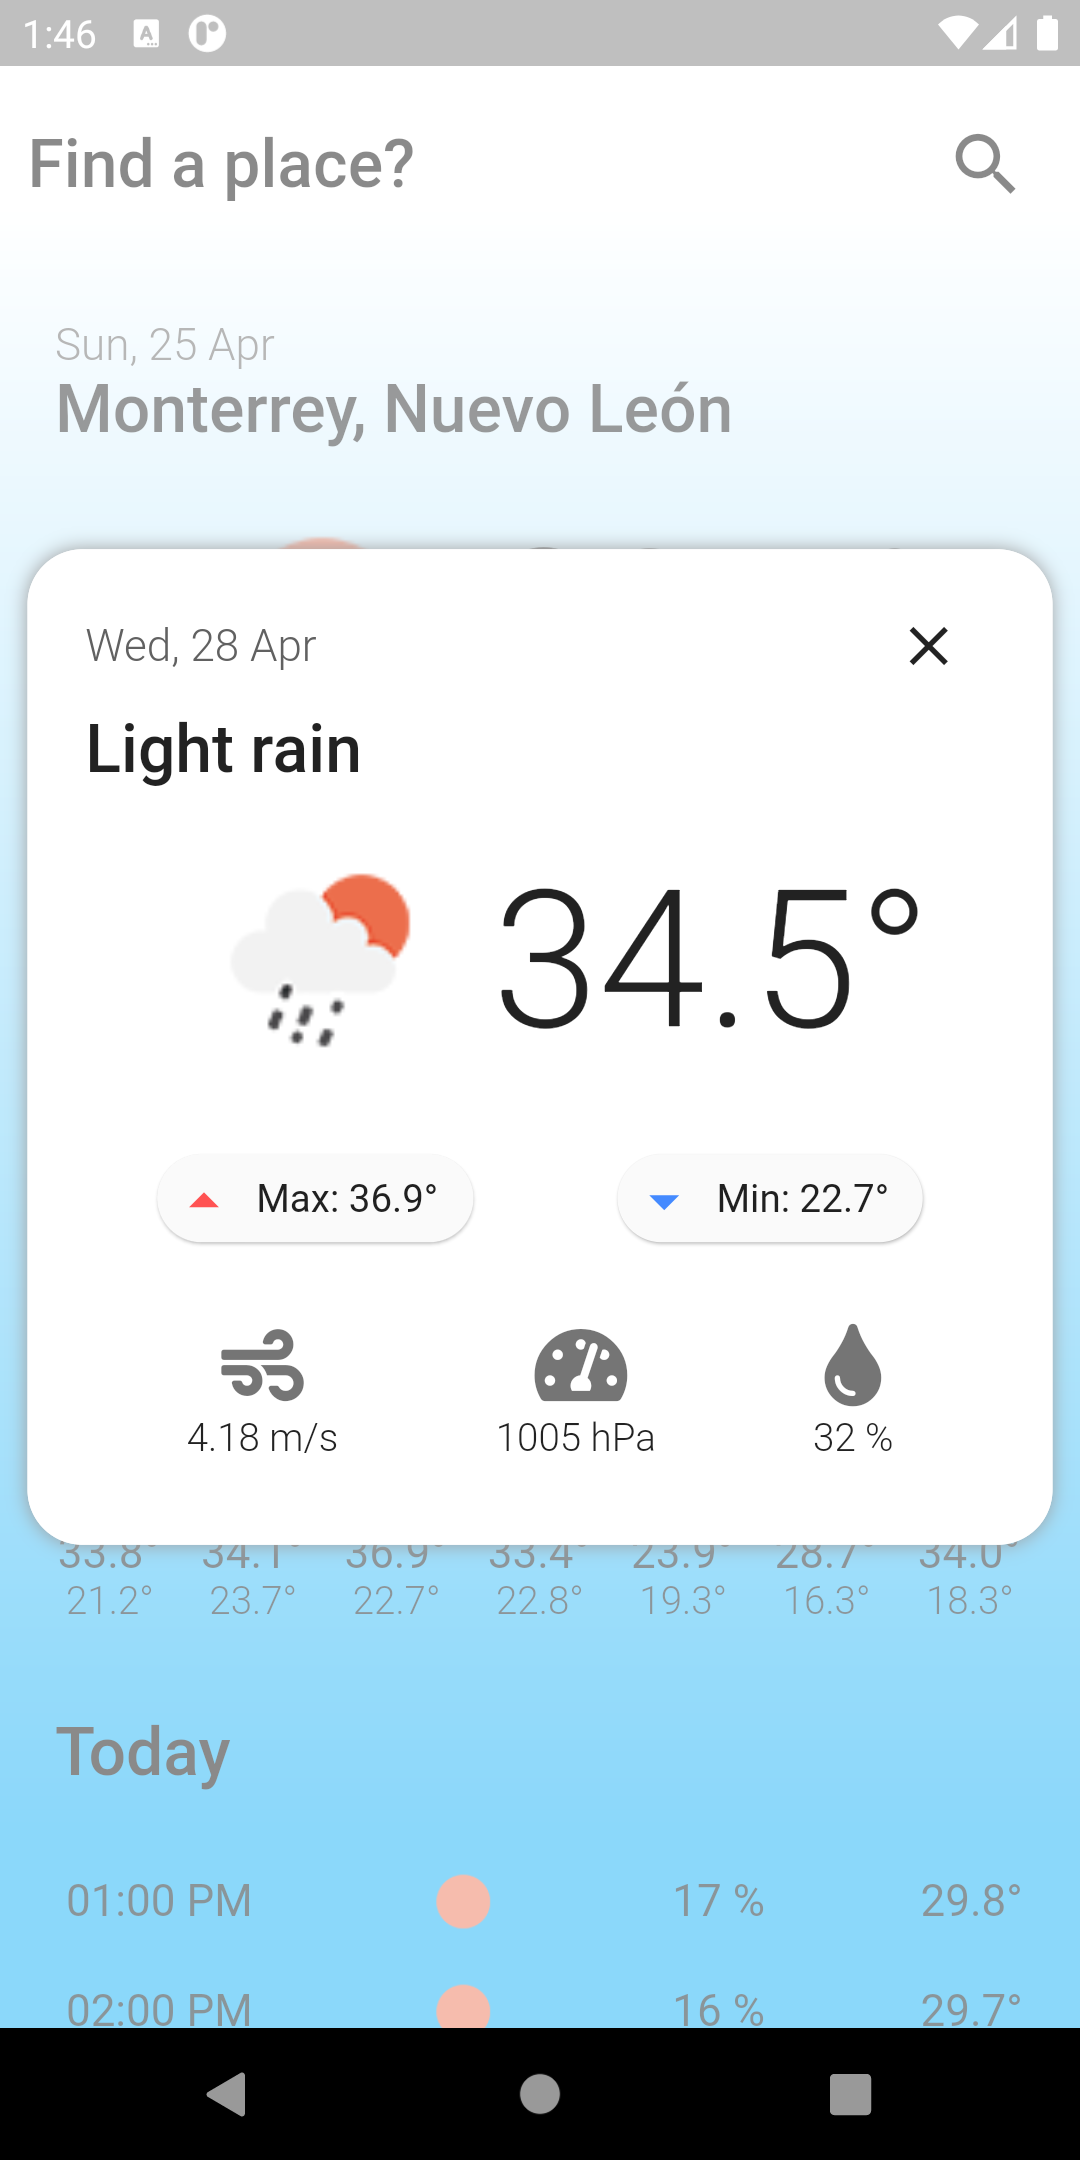 1:46
Find a place?
Sun, 25 Apr
Monterrey, Nuevo León
Wed, 28 Apr
Light rain
34.5°
Max: 36.9° Min: 22.7°
4.18 m/s 1005 hPa 32 %
33.8° 34.1° 36.9° 33.4° 23.9° 28.7° 34.0°
21.2° 23.7° 22.7° 22.8° 19.3° 16.3° 18.3°
Today
01:00 PM 17 % 29.8°
02:00 PM 16 % 29.7°